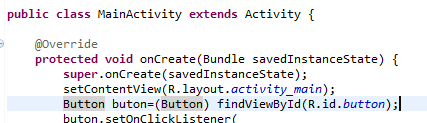 public class MainActivity extends Activity {
@Override
protected void onCreate(Bundle savedInstanceState) {
super.onCreate(savedInstanceState);
setContentView(R.layout.activity_main);
Button buton=(Button) findViewById(R.id.button);
buton.setOnClickListener(